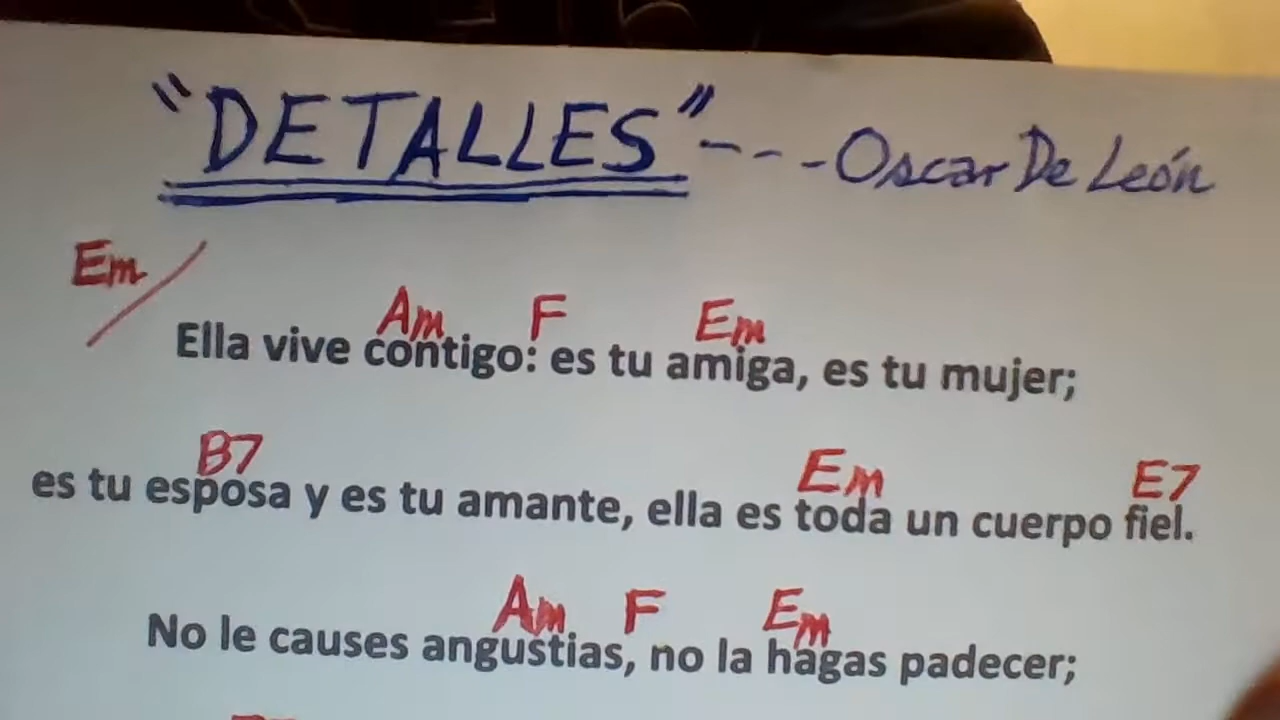 "DETALLES"---Oscar De León
Em/
Am F Em
Ella vive contigo: es tu amiga, es tu mujer;
B7 Em E7
es tu esposa y es tu amante, ella es toda un cuerpo fiel.
Am F Em
No le causes angustias, no la hagas padecer;